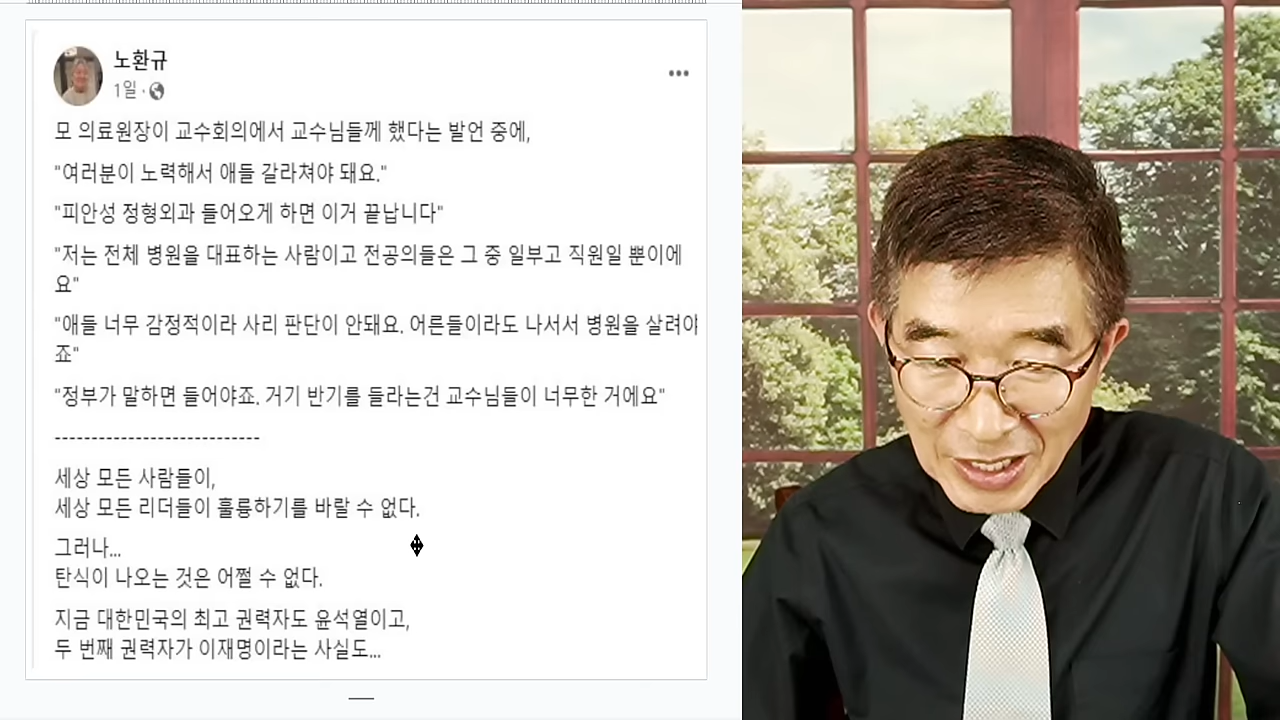 노환규
1일 ·
모 의료원장이 교수회의에서 교수님들께 했다는 발언 중에,
"여러분이 노력해서 애들 갈라쳐야 돼요."
"피안성 정형외과 들어오게 하면 이거 끝납니다"
"저는 전체 병원을 대표하는 사람이고 전공의들은 그 중 일부고 직원일 뿐이에
요"
"애들 너무 감정적이라 사리 판단이 안돼요. 어른들이라도 나서서 병원을 살려야
죠"
"정부가 말하면 들어야죠. 거기 반기를 들라는건 교수님들이 너무한 거에요"
----------------------------
세상 모든 사람들이,
세상 모든 리더들이 훌륭하기를 바랄 수 없다.
그러나...
탄식이 나오는 것은 어쩔 수 없다.
지금 대한민국의 최고 권력자도 윤석열이고,
두 번째 권력자가 이재명이라는 사실도...